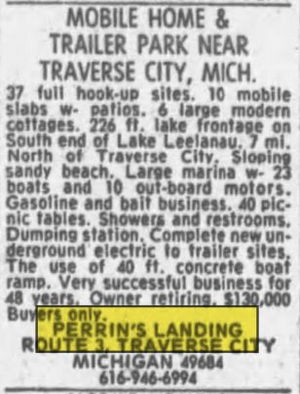 MOBILE HOME &
TRAILER PARK NEAR
TRAVERSE CITY, MICH.
37 full hook-up sites. 10 mobile
slabs w- patios. 6 large modern
cottages. 226 ft. lake frontage on
South end of Lake Leelanau. 7 mi.
North of Traverse City. Sloping
sandy beach. Large marina w- 23
boats and 10 out-board motors.
Gasoline and bait business. 40 pic-
nic tables. Showers and restrooms.
Dumping station. Complete new un-
derground electric to trailer sites.
The use of 40 ft. concrete boat
ramp. Very successful business for
48 years. Owner retiring. $130,000
Buyers only.
PERRIN'S LANDING
ROUTE 3, TRAVERSE CITY
MICHIGAN 49684
616-946-6994